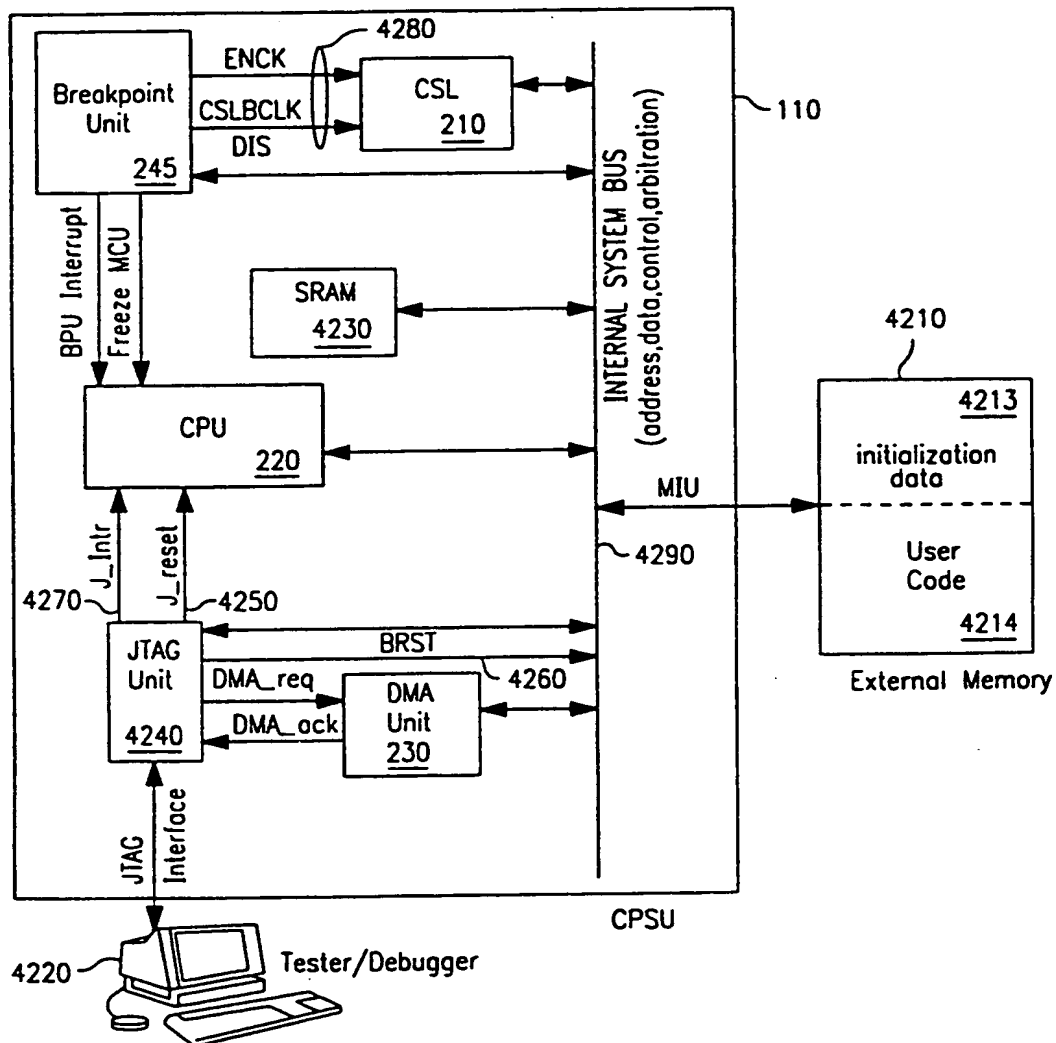 4280
ENCK
Breakpoint
Unit
245
CSLBCLK
DIS
CSL
210
110
INTERNAL SYSTEM BUS
(address,data,control,arbitration)
BPU Interrupt
Freeze MCU
SRAM
4230
4210
CPU
220
4213
initialization
data
MIU
User
Code
4214
External Memory
4290
J_Intr
J_reset
4270
4250
JTAG
Unit
4240
BRST
4260
DMA_req
DMA_ack
DMA
Unit
230
JTAG
Interface
CPSU
4220
Tester/Debugger